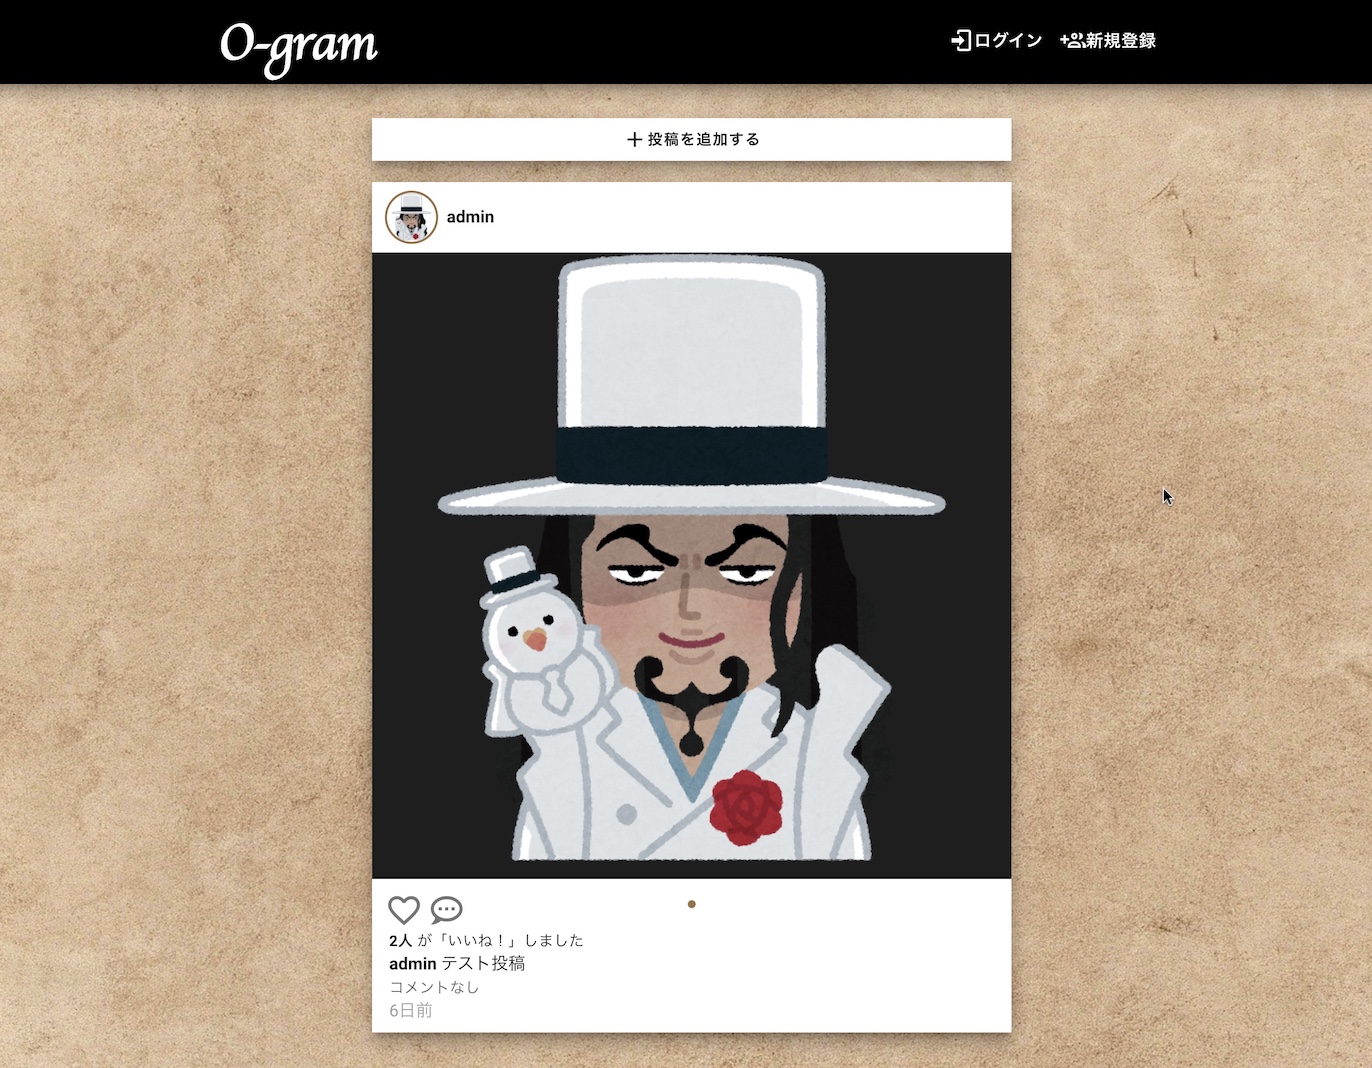 O-gram
ログイン 新規登録
投稿を追加する
admin
2人 が「いいね！」しました
admin テスト投稿
コメントなし
6日前